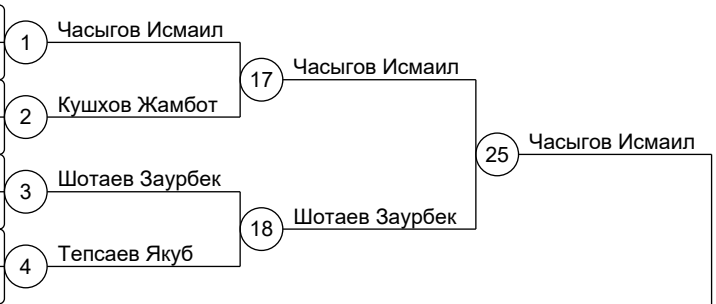 1 Часыгов Исмаил
17 Часыгов Исмаил
2 Кушхов Жамбот
25 Часыгов Исмаил
3 Шотаев Заурбек
18 Шотаев Заурбек
4 Тепсаев Якуб